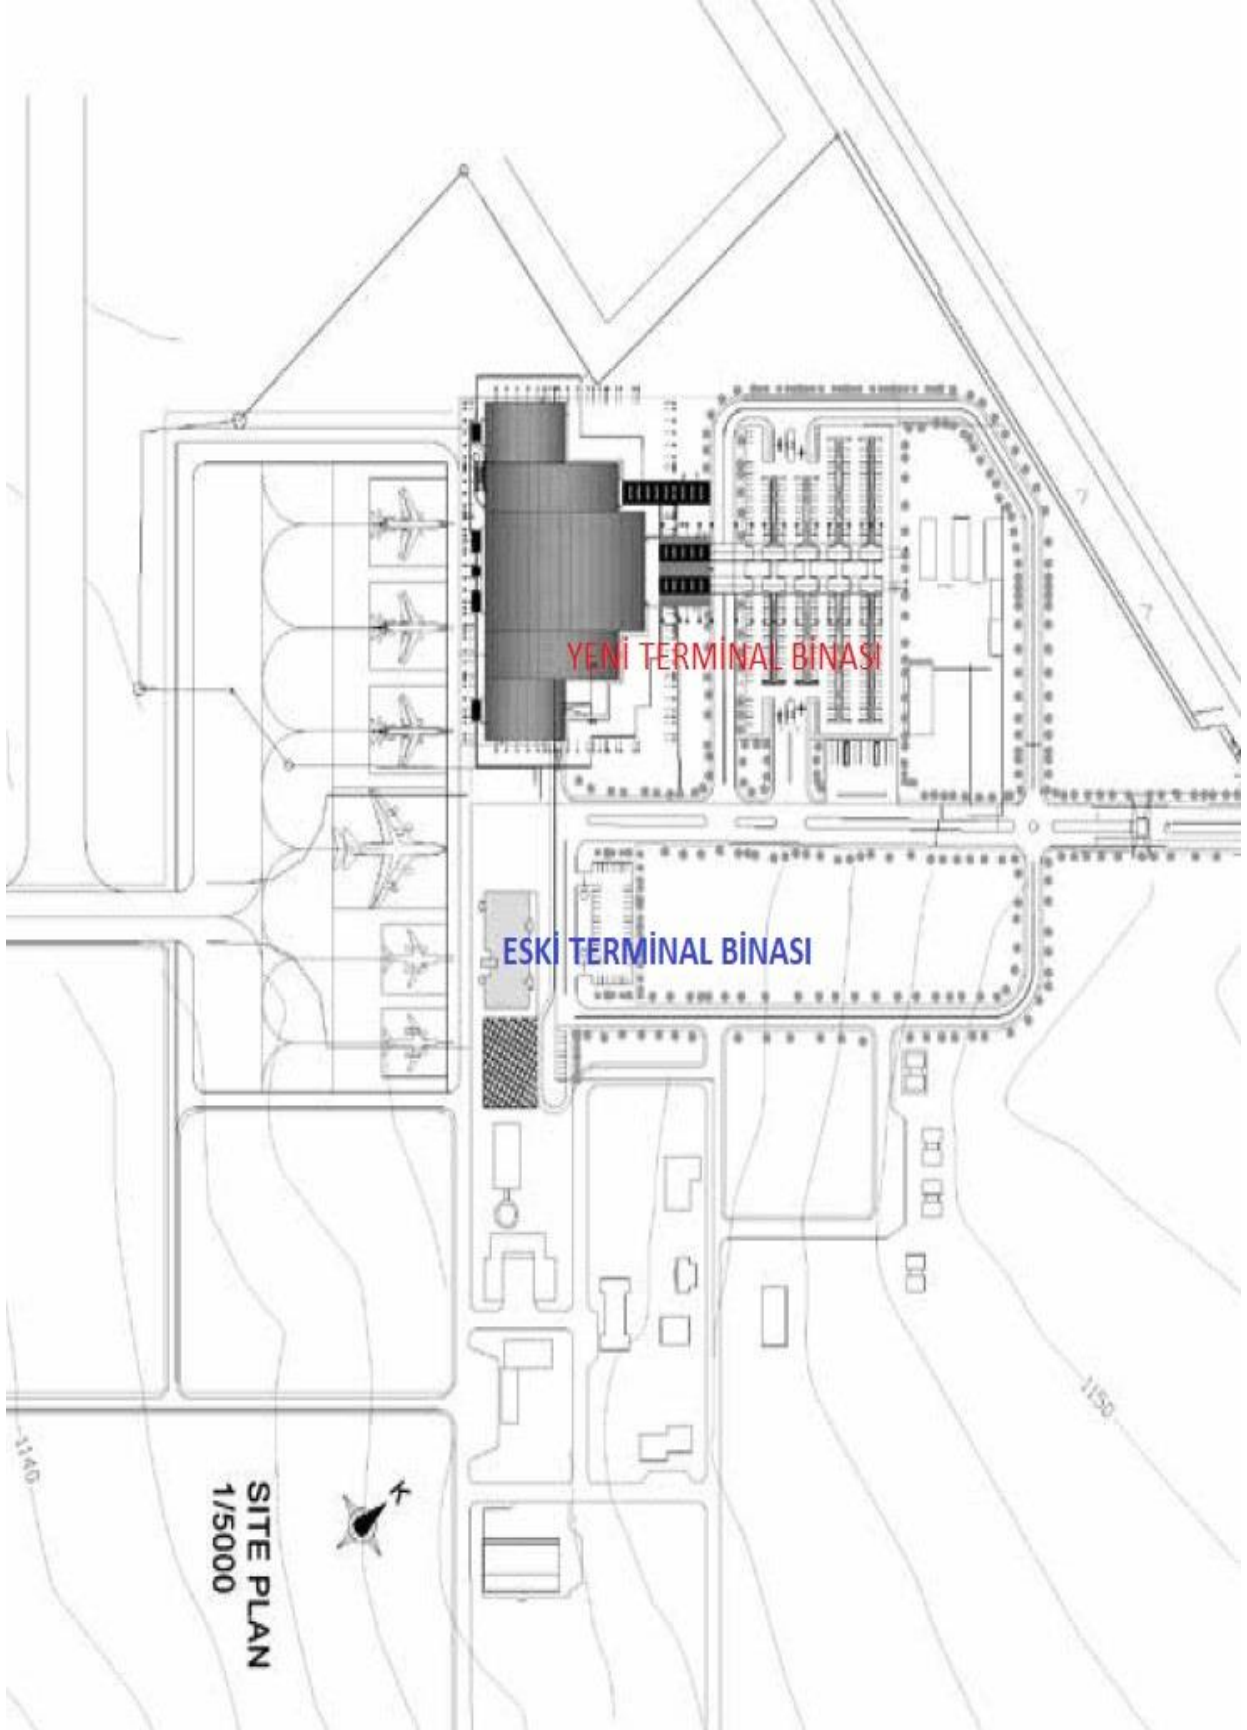 YENİ TERMİNAL BİNASI
ESKİ TERMİNAL BİNASI
1150
1140
K
SITE PLAN
1/5000